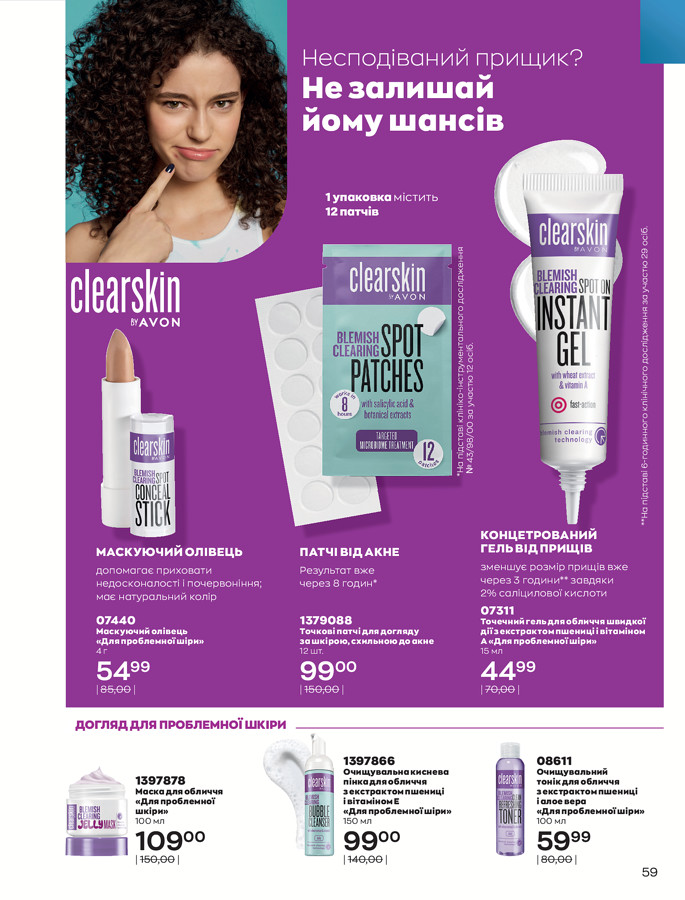 Несподіваний прищик?
Не залишай
йому шансів
1 упаковка містить
12 патчів
clearskin
BY AVON
clearskin
BY AVON
BLEMISH
CLEARING
SPOT
CONCEAL
STICK
clearskin
BY AVON
BLEMISH
CLEARING
SPOT
PATCHES
works in
8
hours
with salicylic acid &
botanical extracts
TARGETED
MICROBIOME TREATMENT
12
patches
*На підставі клініко-інструментального дослідження
№ 43/98/00 за участю 12 осіб.
clearskin
BY AVON
BLEMISH
CLEARING SPOT ON
INSTANT
GEL
with wheat extract
& vitamin A
fast-action
blemish clearing
technology
**На підставі 6-годинного клінічного дослідження за участю 29 осіб.
МАСКУЮЧИЙ ОЛІВЕЦЬ
допомагає приховати
недосконалості і почервоніння;
має натуральний колір
07440
Маскуючий олівець
«Для проблемної шіри»
4 г
54 99
| 85,00 |
ПАТЧІ ВІД АКНЕ
Результат вже
через 8 годин*
1379088
Точкові патчі для догляду
за шкірою, схильною до акне
12 шт.
99 00
| 150,00 |
КОНЦЕТРОВАНИЙ
ГЕЛЬ ВІД ПРИЩІВ
зменшує розмір прищів вже
через 3 години** завдяки
2% саліцилової кислоти
07311
Точечний гель для обличчя швидкої
дії з екстрактом пшениці і вітаміном
А «Для проблемної шіри»
15 мл
44 99
| 70,00 |
ДОГЛЯД ДЛЯ ПРОБЛЕМНОЇ ШКІРИ
BLEMISH
CLEARING
JELLY MASK
1397878
Маска для обличчя
«Для проблемної
шкіри»
100 мл
109 00
| 150,00 |
clearskin
BUBBLE
CLEANSER
1397866
Очищувальна киснева
пінка для обличчя
з екстрактом пшениці
і вітаміном Е
«Для проблемної шіри»
150 мл
99 00
| 140,00 |
clearskin
REFRESHING
TONER
08611
Очищувальний
тонік для обличчя
з екстрактом пшениці
і алое вера
«Для проблемної шіри»
100 мл
59 99
| 80,00 |
59